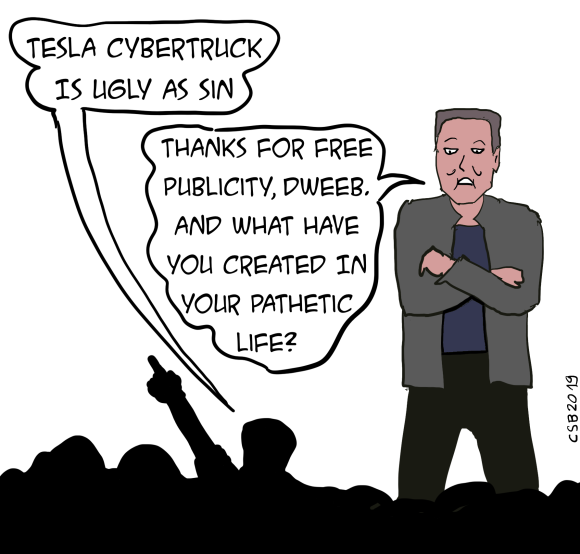 TESLA CYBERTRUCK
IS UGLY AS SIN
THANKS FOR FREE
PUBLICITY, DWEEB.
AND WHAT HAVE
YOU CREATED IN
YOUR PATHETIC
LIFE?
CSB2019